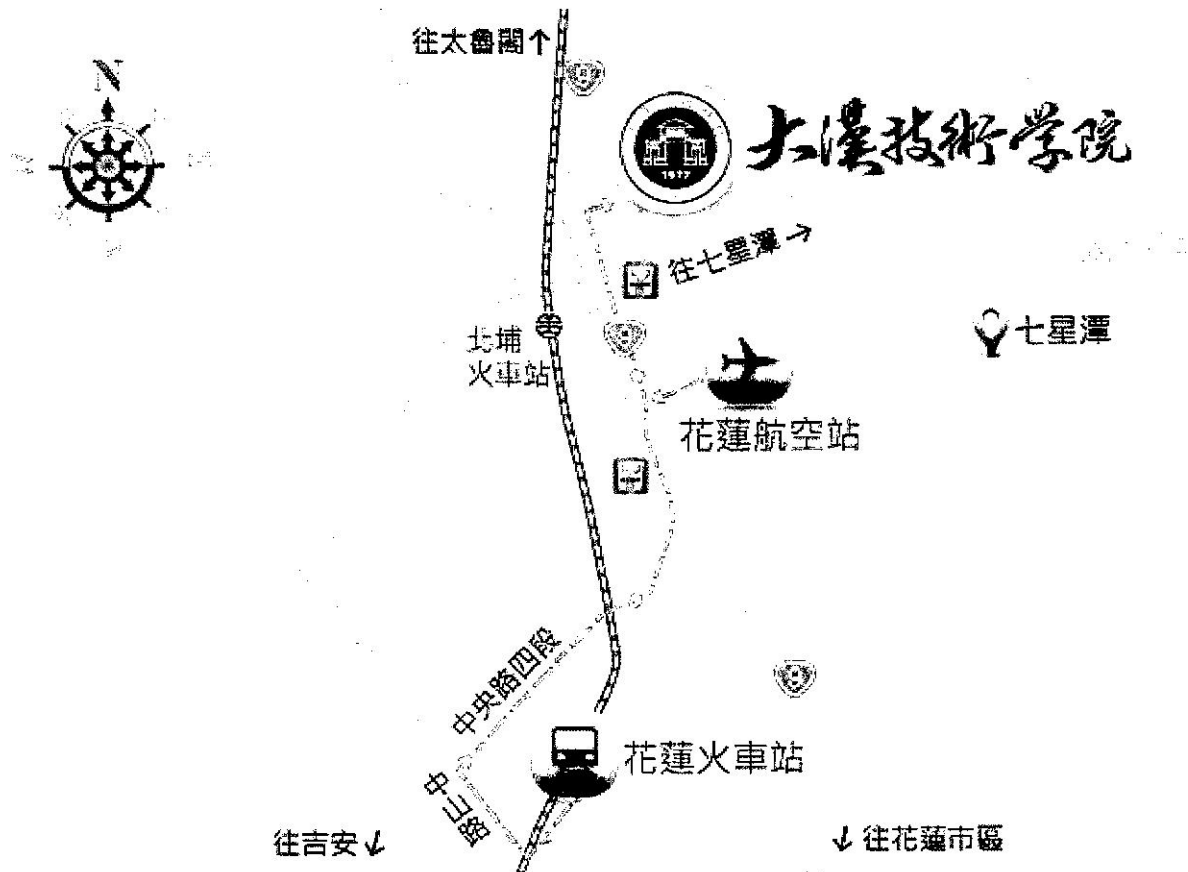 往太魯閣↑
N
1977
大漢技術学院
往七星潭→
北埔
火車站
七星潭
花蓮航空站
中央路四段
花蓮火車站
中山路
往吉安↓
↓往花蓮市區